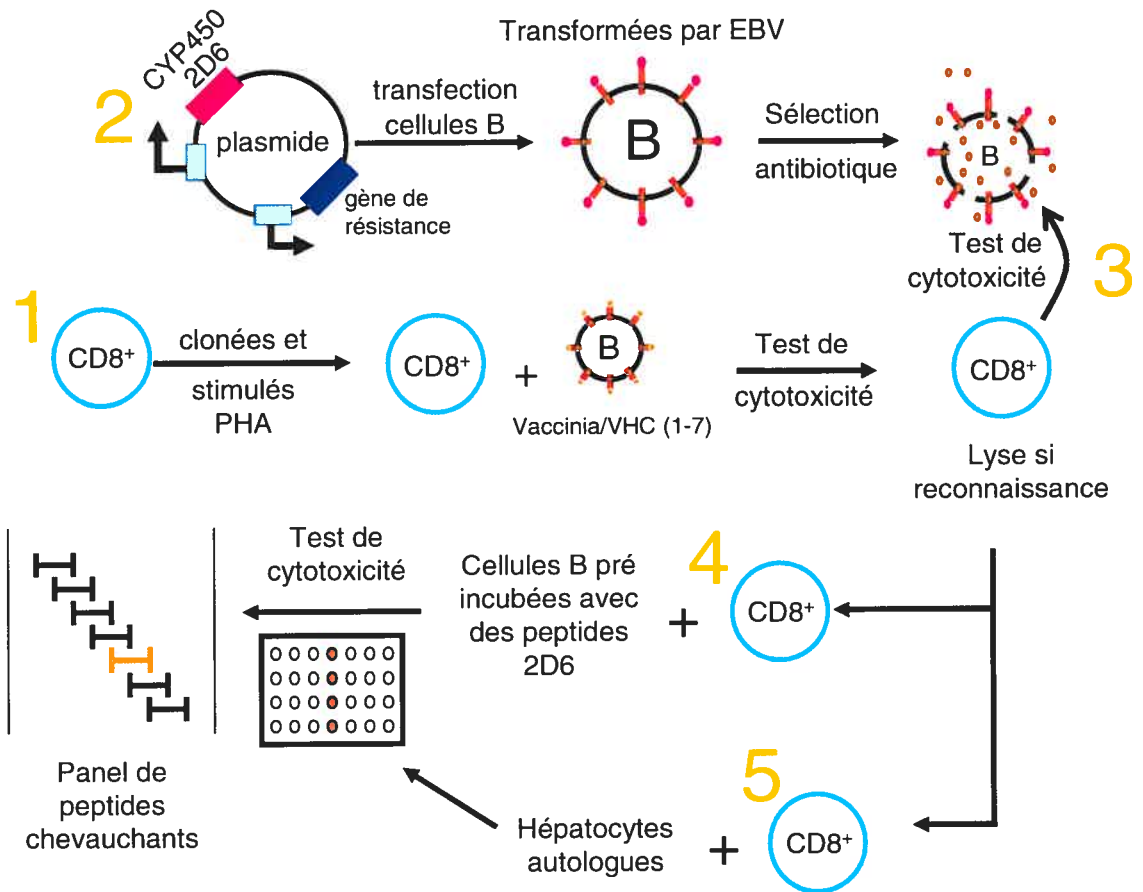 2
CYP450
2D6
plasmide
gène de
résistance
transfection
cellules B
Transformées par EBV
B
Sélection
antibiotique
B
Test de
cytotoxicité
3
1
CD8+
clonées et
stimulés
PHA
CD8+
+
B
Vaccinia/VHC (1-7)
Test de
cytotoxicité
CD8+
Lyse si
reconnaissance
Test de
cytotoxicité
Cellules B pré
incubées avec
des peptides
2D6
+
4
CD8+
Panel de
peptides
chevauchants
Hépatocytes
autologues
+
5
CD8+